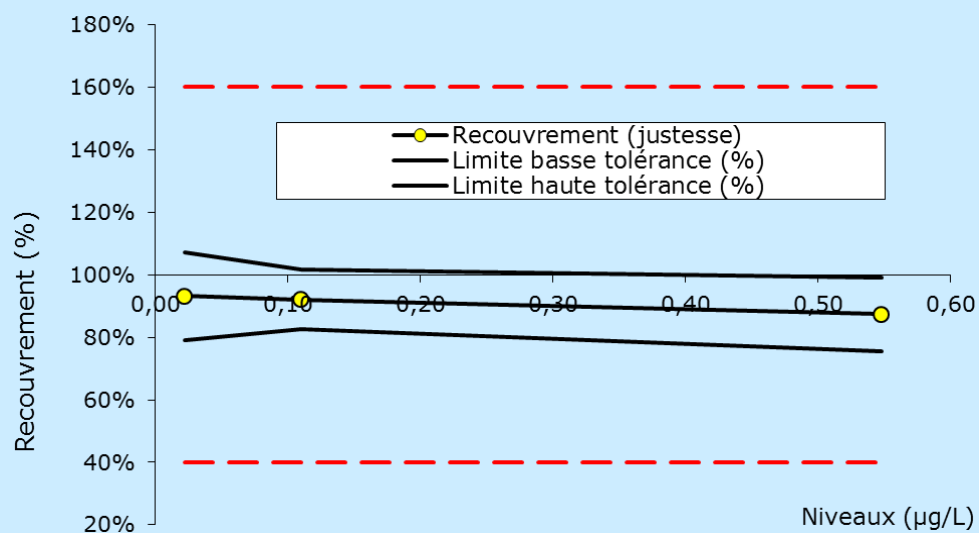 180%
160%
140%
120%
100%
80%
60%
40%
20%
Recouvrement (%)
Recouvrement (justesse)
Limite basse tolérance (%)
Limite haute tolérance (%)
0,00 0,10 0,20 0,30 0,40 0,50 0,60
Niveaux (µg/L)